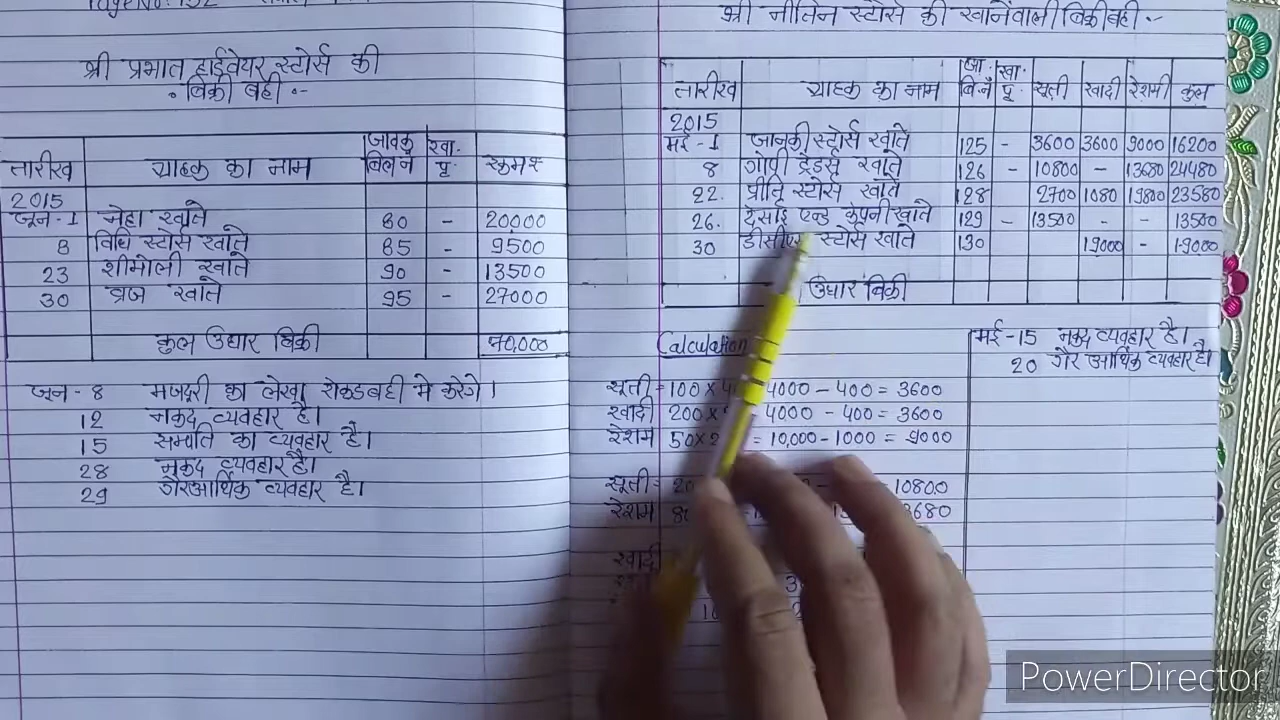 Page No. 132
श्री प्रभात हार्डवेयर स्टोर्स की
विक्री बही :-
तारीख ग्राहक का नाम जावक बिल नं खा. पृ. रकम ₹
2015
जून-1 नेहा खाते 80 - 20000
8 विधि स्टोर्स खाते 85 - 9500
23 शीमोली खाते 90 - 13500
30 व्रज खाते 95 - 27000
कुल उधार विक्री 70,000
जून - 8 मजदूरी का लेखा रोकडबही मे करेंगे।
12 नकद व्यवहार है।
15 सम्पति का व्यवहार है।
28 नकद व्यवहार है।
29 गैरआर्थिक व्यवहार है।
श्री नीतिन स्टोर्स की खानेवाली बिक्रीबही :-
तारीख ग्राहक का नाम जा. बि.नं खा. पृ. सूती खादी रेशमी कुल
2015
मई-1 जानकी स्टोर्स खाते 125 - 3600 3600 9000 16200
8 गोपी ट्रेडर्स खाते 126 - 10800 - 13680 24480
22. प्रीति स्टोर्स खाते 128 2700 1080 19800 23580
26. देसाई एन्ड कंपनी खाते 129 - 13500 - - 13500
30 स्टोर्स खाते 130 19000 - 19000
उधार बिक्री
Calculation
मई-15 नकद व्यवहार है।
20 गैर आर्थिक व्यवहार है।
सूती = 100 × 4000 - 400 = 3600
खादी 200 × 4000 - 400 = 3600
रेशम 50 × = 10,000 - 1000 = 9000
सूती = 10800
रेशम
खादी
PowerDirector